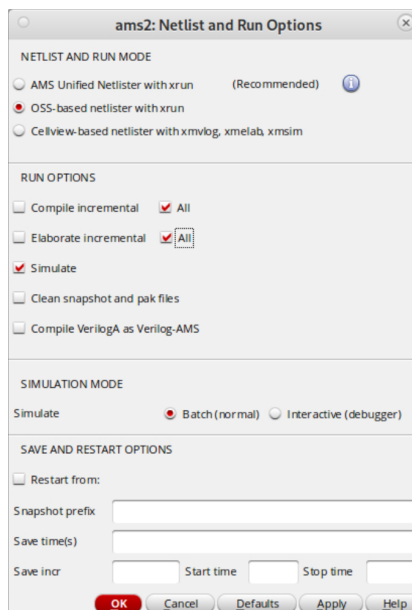 ams2: Netlist and Run Options
NETLIST AND RUN MODE
AMS Unified Netlister with xrun (Recommended)
OSS-based netlister with xrun
Cellview-based netlister with xmvlog, xmelab, xmsim
RUN OPTIONS
Compile incremental All
Elaborate incremental All
Simulate
Clean snapshot and pak files
Compile VerilogA as Verilog-AMS
SIMULATION MODE
Simulate Batch (normal) Interactive (debugger)
SAVE AND RESTART OPTIONS
Restart from:
Snapshot prefix
Save time(s)
Save incr Start time Stop time
OK Cancel Defaults Apply Help